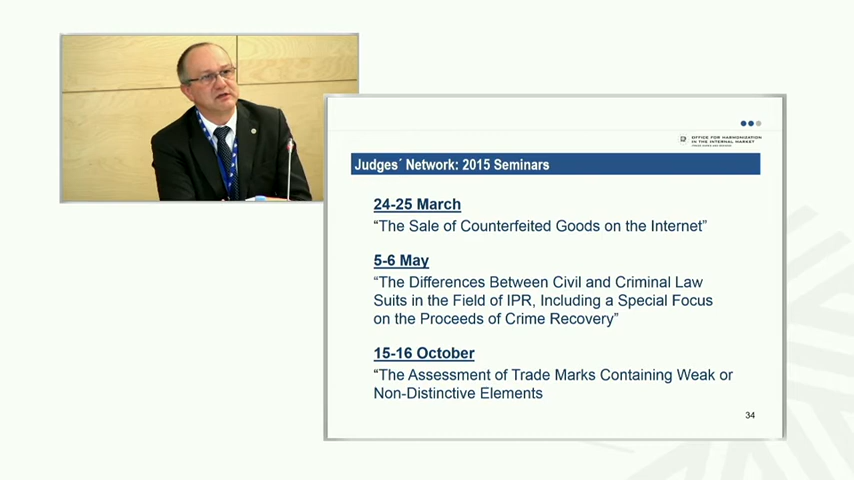 OFFICE FOR HARMONIZATION
IN THE INTERNAL MARKET
Judges´ Network: 2015 Seminars
24-25 March
“The Sale of Counterfeited Goods on the Internet”
5-6 May
“The Differences Between Civil and Criminal Law
Suits in the Field of IPR, Including a Special Focus
on the Proceeds of Crime Recovery”
15-16 October
“The Assessment of Trade Marks Containing Weak or
Non-Distinctive Elements
34